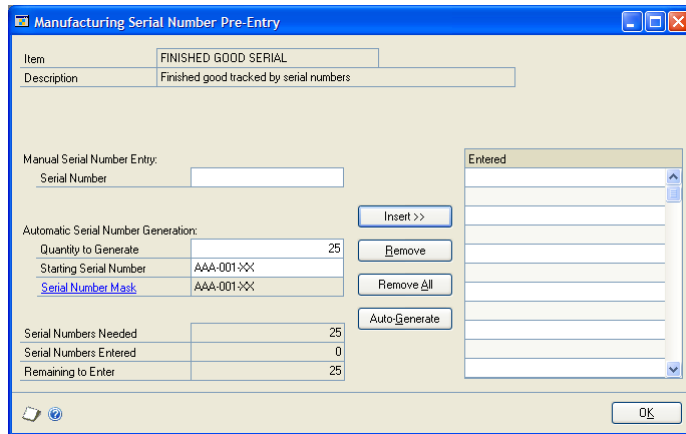 Manufacturing Serial Number Pre-Entry
Item FINISHED GOOD SERIAL
Description Finished good tracked by serial numbers
Manual Serial Number Entry:
Serial Number
Entered
Insert >>
Automatic Serial Number Generation:
Quantity to Generate 25
Remove
Starting Serial Number AAA-001-XX
Serial Number Mask AAA-001-XX
Remove All
Auto-Generate
Serial Numbers Needed 25
Serial Numbers Entered 0
Remaining to Enter 25
OK